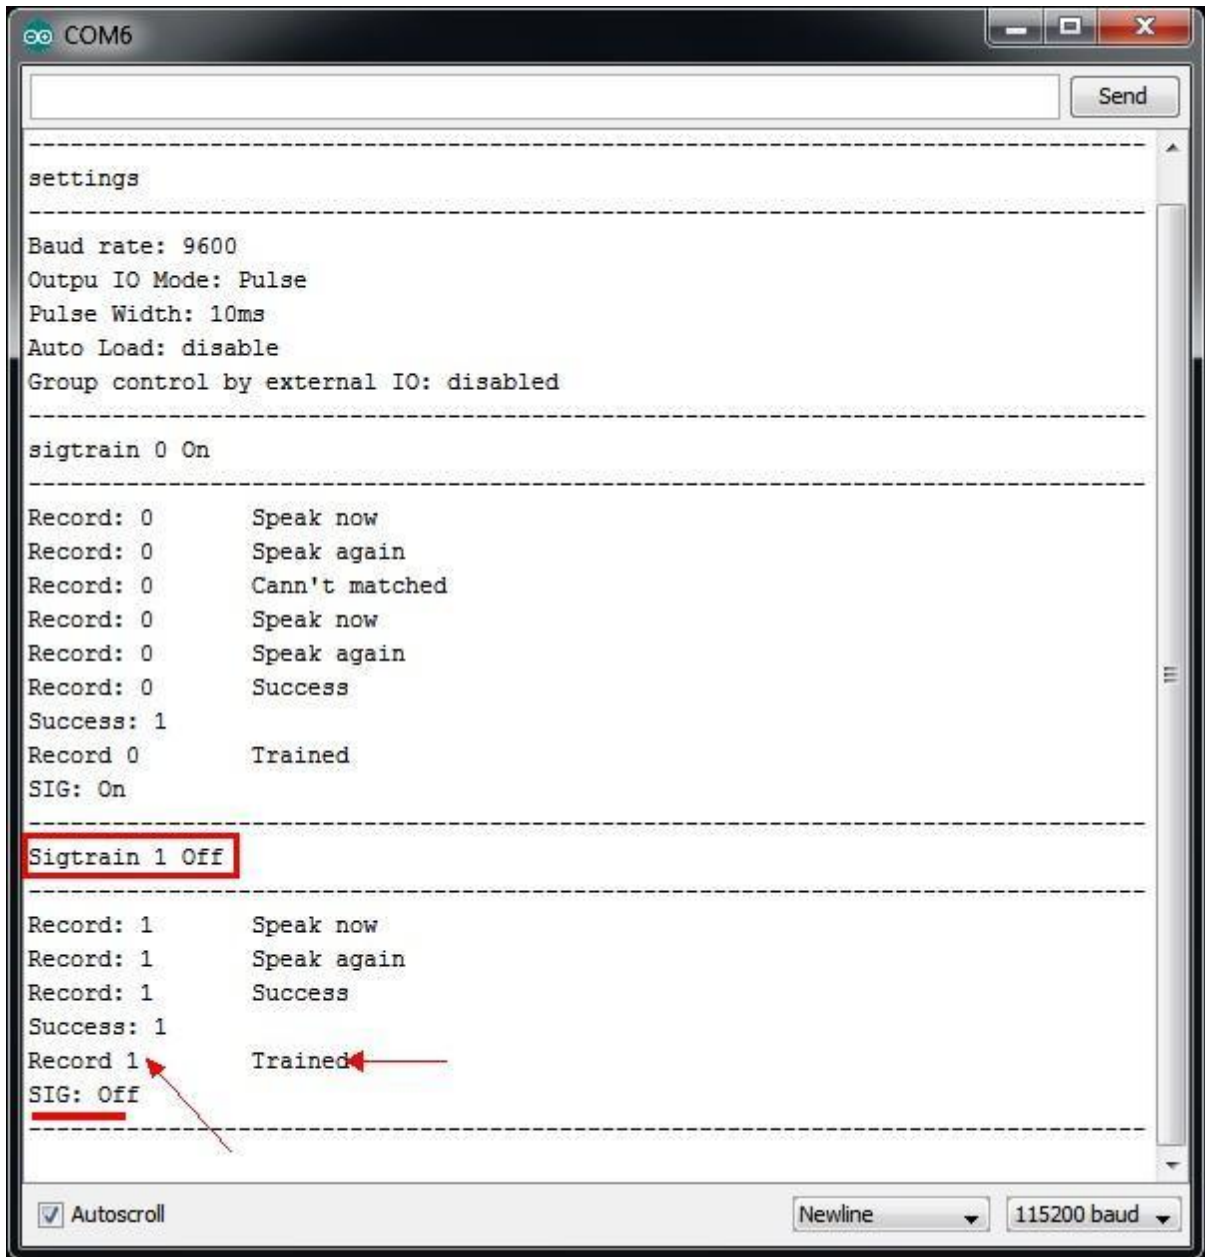 COM6
Send
--------------------------------------------------------------------------------
settings
--------------------------------------------------------------------------------
Baud rate: 9600
Outpu IO Mode: Pulse
Pulse Width: 10ms
Auto Load: disable
Group control by external IO: disabled
--------------------------------------------------------------------------------
sigtrain 0 On
--------------------------------------------------------------------------------
Record: 0 Speak now
Record: 0 Speak again
Record: 0 Cann't matched
Record: 0 Speak now
Record: 0 Speak again
Record: 0 Success
Success: 1
Record 0 Trained
SIG: On
--------------------------------------------------------------------------------
Sigtrain 1 Off
--------------------------------------------------------------------------------
Record: 1 Speak now
Record: 1 Speak again
Record: 1 Success
Success: 1
Record 1 Trained
SIG: Off
--------------------------------------------------------------------------------
Autoscroll
Newline
115200 baud